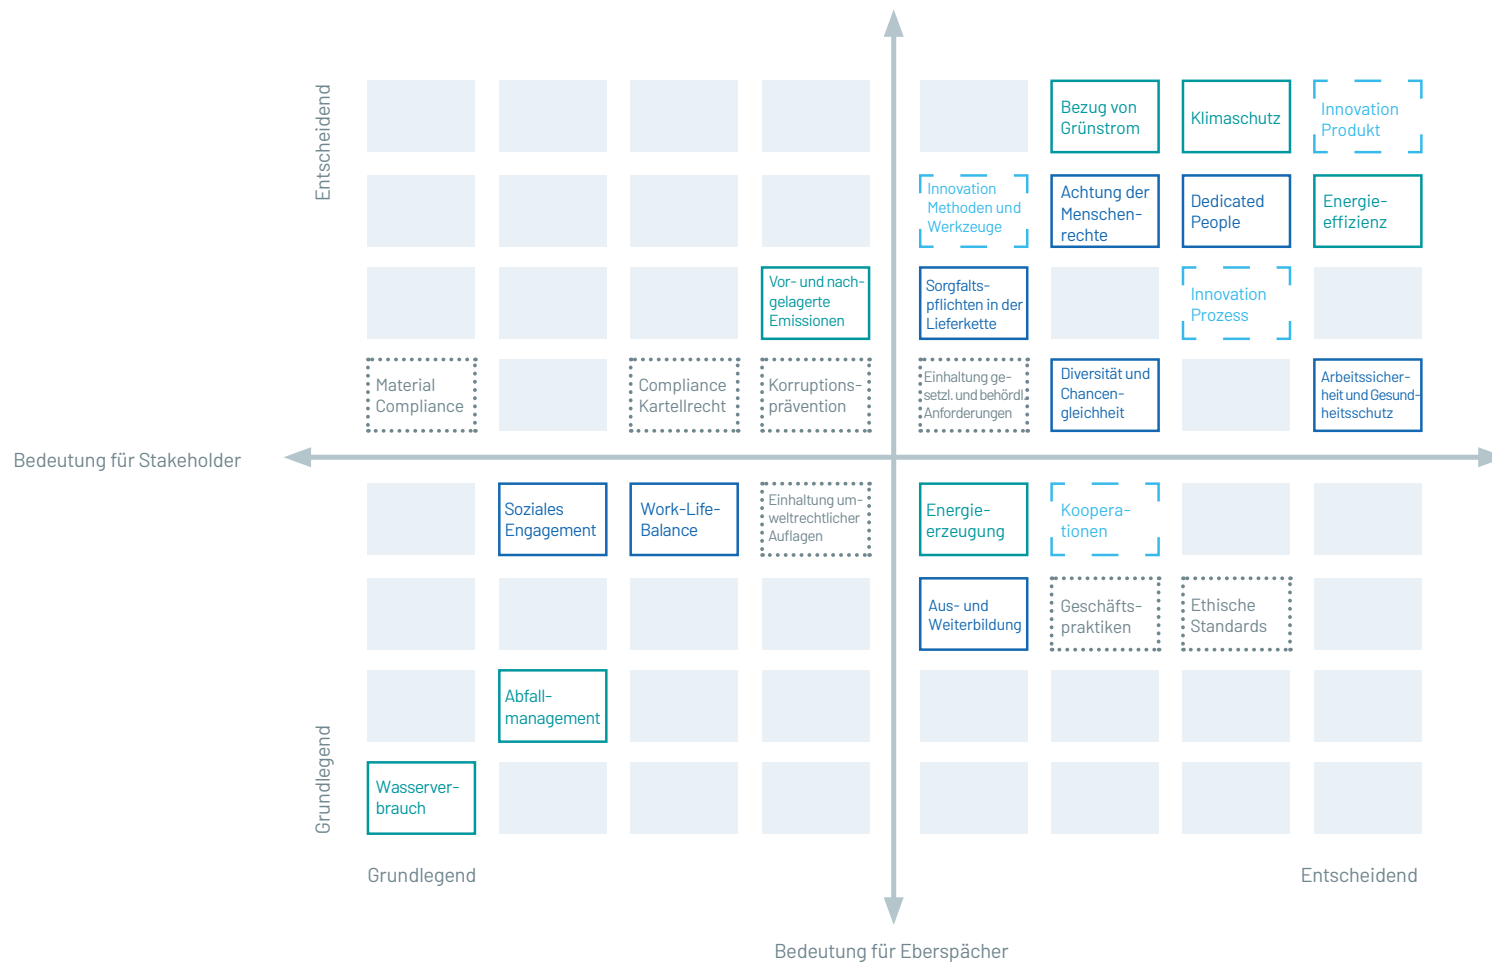 Entscheidend
Bezug von
Grünstrom
Klimaschutz
Innovation
Produkt
Innovation
Methoden und
Werkzeuge
Achtung der
Menschen-
rechte
Dedicated
People
Energie-
effizienz
Vor- und nach-
gelagerte
Emissionen
Sorgfalts-
pflichten in der
Lieferkette
Innovation
Prozess
Material
Compliance
Compliance
Kartellrecht
Korruptions-
prävention
Einhaltung ge-
setzl. und behördl.
Anforderungen
Diversität und
Chancen-
gleichheit
Arbeitssicher-
heit und Gesund-
heitsschutz
Bedeutung für Stakeholder
Soziales
Engagement
Work-Life-
Balance
Einhaltung um-
weltrechtlicher
Auflagen
Energie-
erzeugung
Koopera-
tionen
Aus- und
Weiterbildung
Geschäfts-
praktiken
Ethische
Standards
Abfall-
management
Grundlegend
Wasserver-
brauch
Grundlegend
Entscheidend
Bedeutung für Eberspächer